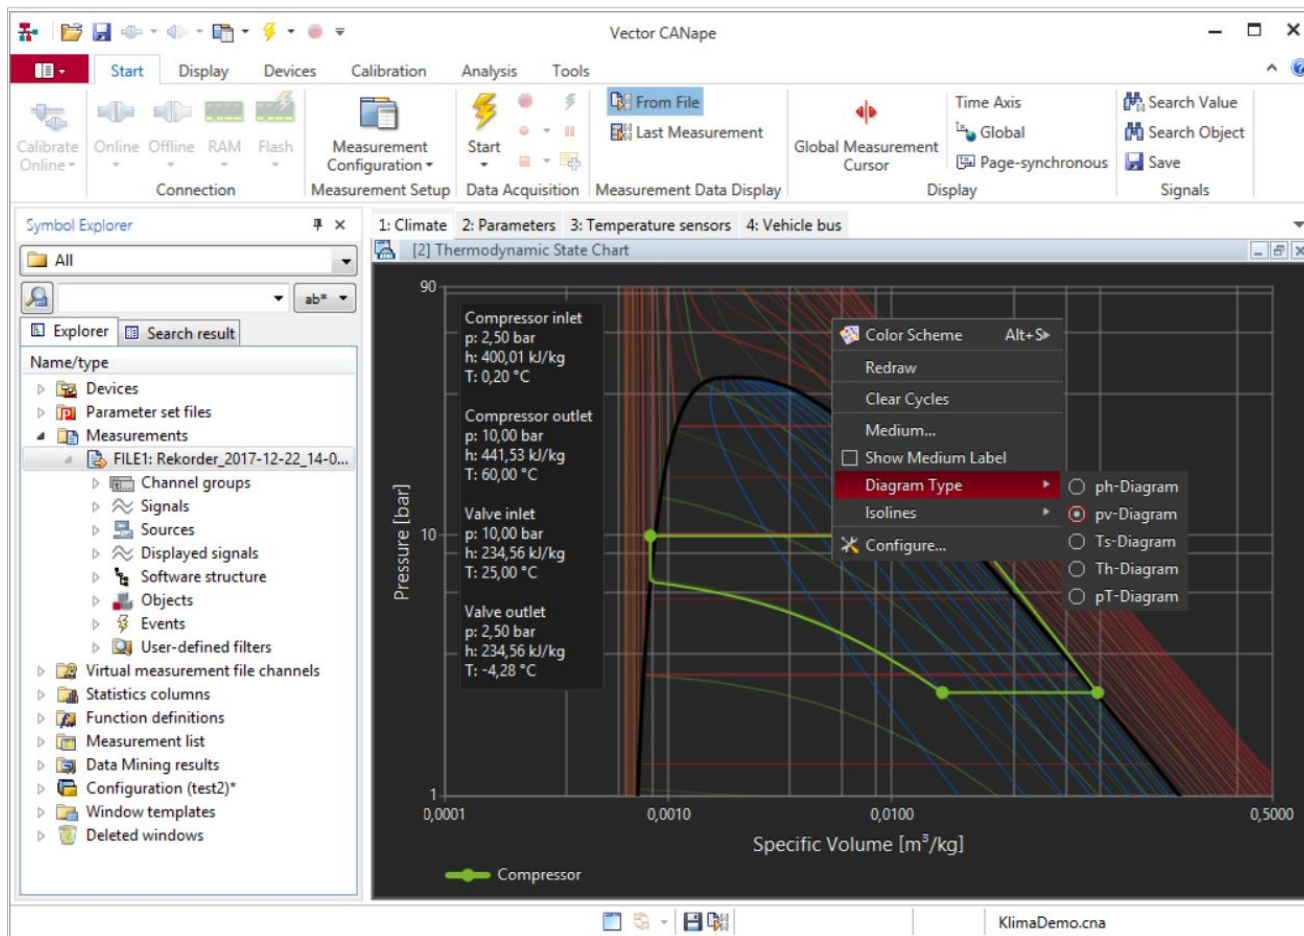 Vector CANape
Start Display Devices Calibration Analysis Tools
Calibrate Online
Online
Offline
RAM
Flash
Connection
Measurement Configuration
Measurement Setup
Start
Data Acquisition
From File
Last Measurement
Measurement Data Display
Global Measurement Cursor
Time Axis
Global
Page-synchronous
Display
Search Value
Search Object
Save
Signals
Symbol Explorer
All
ab*
Explorer Search result
Name/type
Devices
Parameter set files
Measurements
FILE1: Rekorder_2017-12-22_14-0...
Channel groups
Signals
Sources
Displayed signals
Software structure
Objects
Events
User-defined filters
Virtual measurement file channels
Statistics columns
Function definitions
Measurement list
Data Mining results
Configuration (test2)*
Window templates
Deleted windows
1: Climate 2: Parameters 3: Temperature sensors 4: Vehicle bus
[2] Thermodynamic State Chart
90
10
1
Pressure [bar]
Compressor inlet
p: 2,50 bar
h: 400,01 kJ/kg
T: 0,20 °C
Compressor outlet
p: 10,00 bar
h: 441,53 kJ/kg
T: 60,00 °C
Valve inlet
p: 10,00 bar
h: 234,56 kJ/kg
T: 25,00 °C
Valve outlet
p: 2,50 bar
h: 234,56 kJ/kg
T: -4,28 °C
Color Scheme Alt+S
Redraw
Clear Cycles
Medium...
Show Medium Label
Diagram Type
Isolines
Configure...
ph-Diagram
pv-Diagram
Ts-Diagram
Th-Diagram
pT-Diagram
0,0001 0,0010 0,0100 0,5000
Specific Volume [m³/kg]
Compressor
KlimaDemo.cna